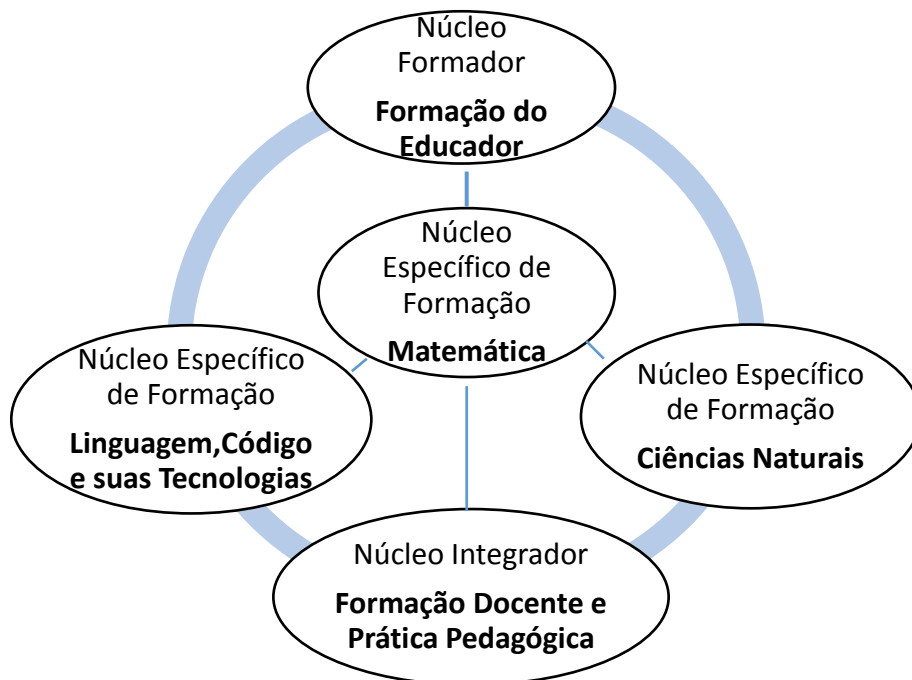 Núcleo
Formador
Formação do
Educador
Núcleo
Específico de
Formação
Matemática
Núcleo Específico
de Formação
Linguagem,Código
e suas Tecnologias
Núcleo Específico
de Formação
Ciências Naturais
Núcleo Integrador
Formação Docente e
Prática Pedagógica